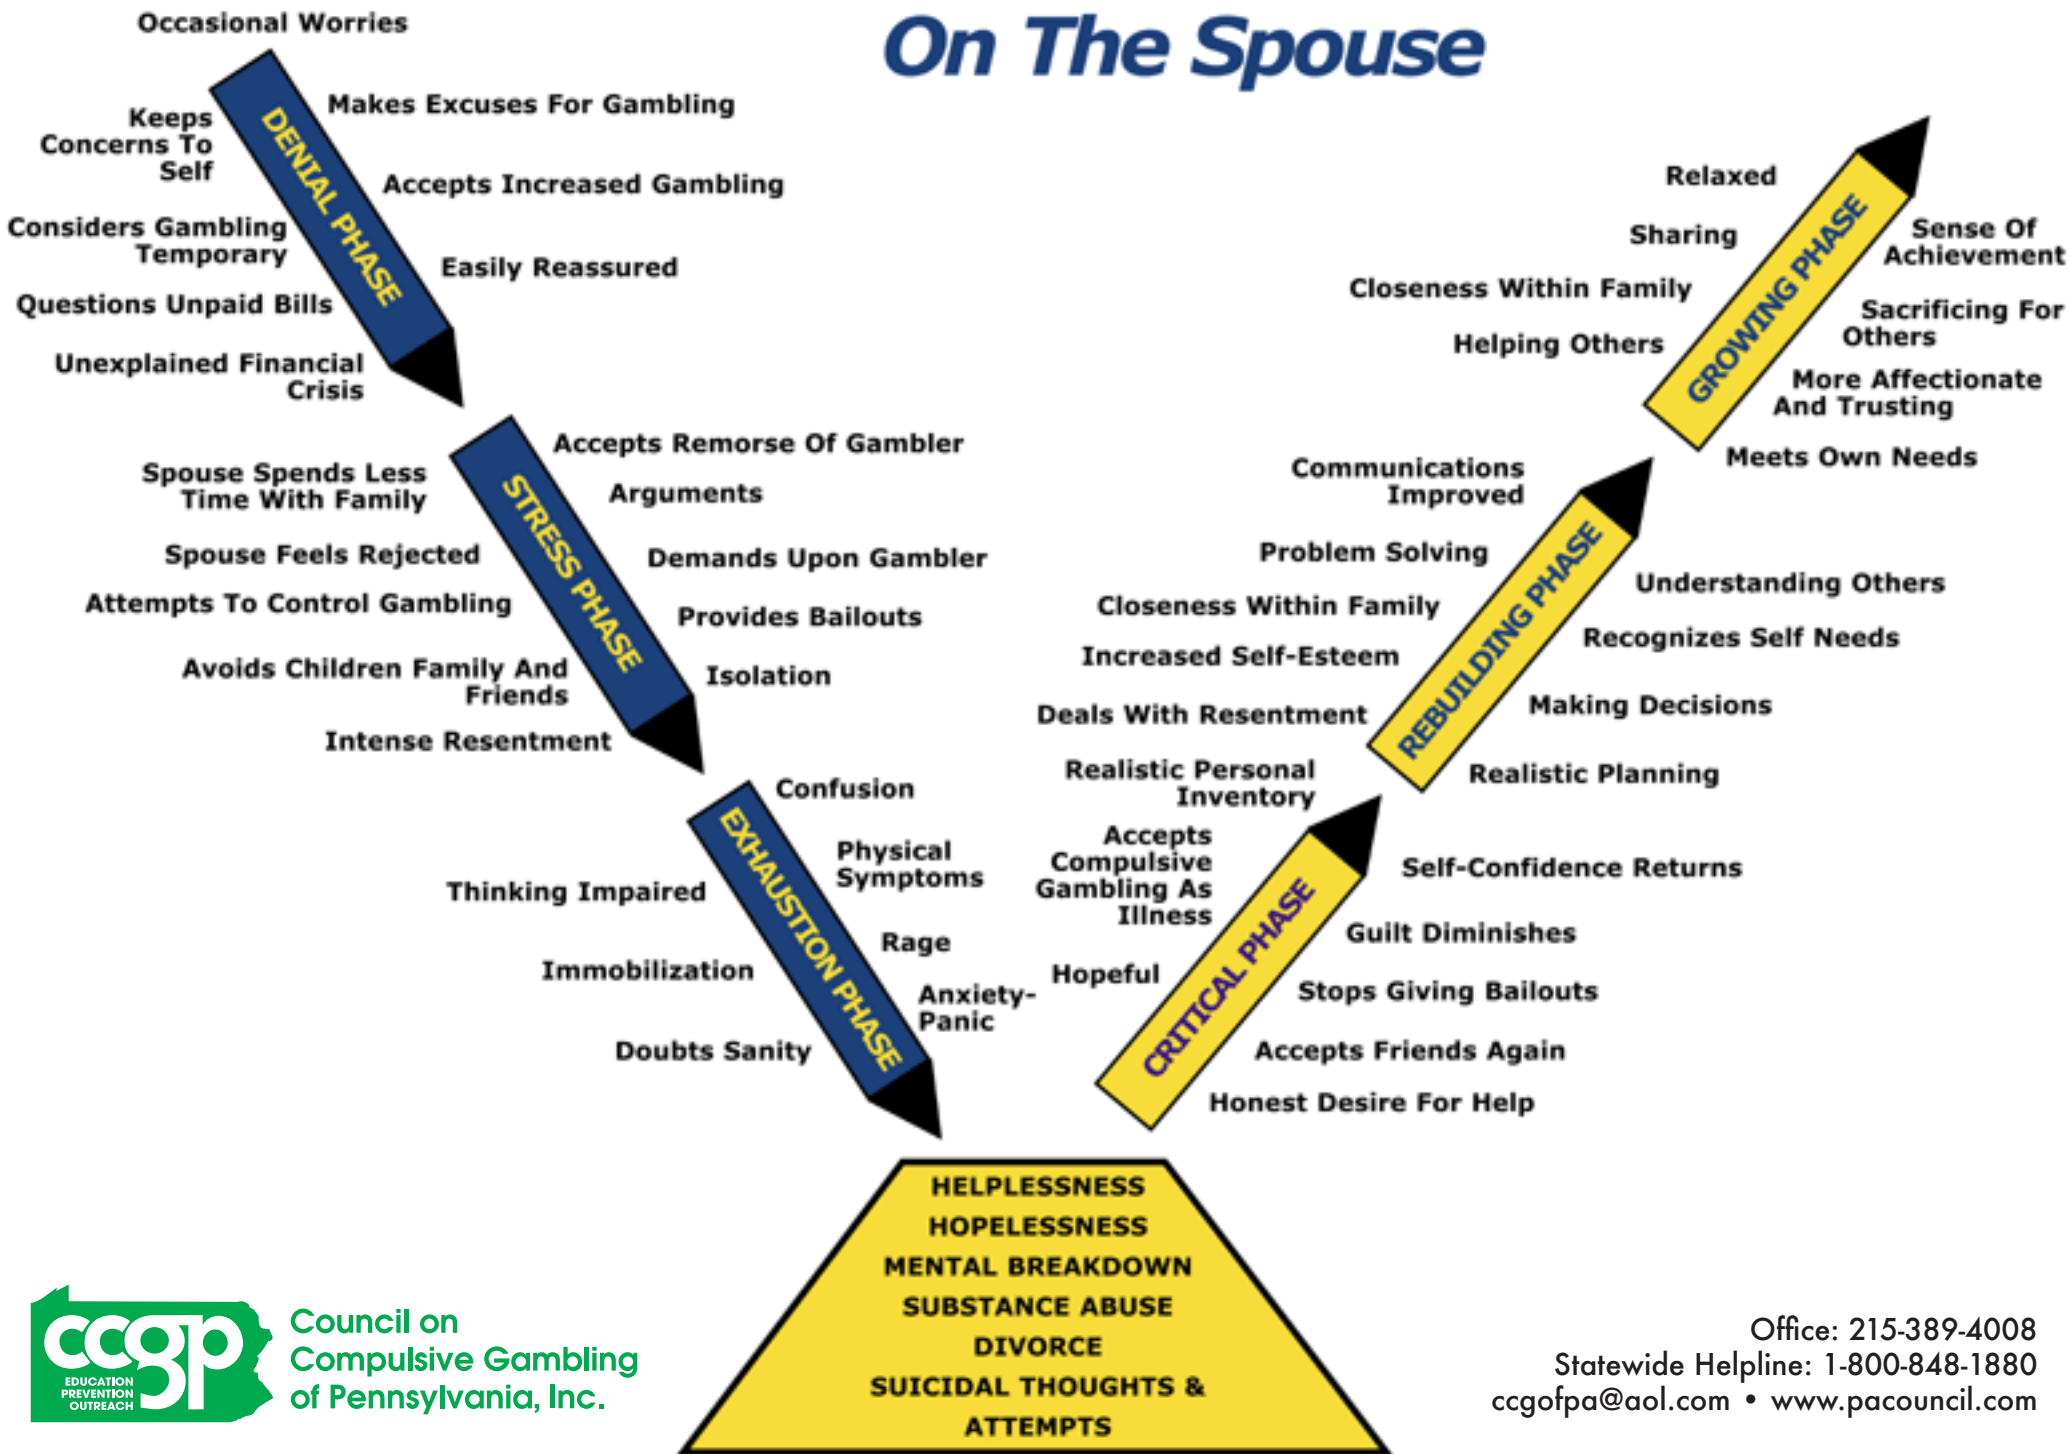 On The Spouse
Occasional Worries
DENIAL PHASE
Makes Excuses For Gambling
Keeps
Concerns To
Self
Accepts Increased Gambling
Considers Gambling
Temporary
Easily Reassured
Questions Unpaid Bills
Unexplained Financial
Crisis
STRESS PHASE
Accepts Remorse Of Gambler
Spouse Spends Less
Time With Family
Arguments
Spouse Feels Rejected
Demands Upon Gambler
Attempts To Control Gambling
Provides Bailouts
Avoids Children Family And
Friends
Isolation
Intense Resentment
EXHAUSTION PHASE
Confusion
Physical
Symptoms
Thinking Impaired
Rage
Immobilization
Anxiety-
Panic
Doubts Sanity
HELPLESSNESS
HOPELESSNESS
MENTAL BREAKDOWN
SUBSTANCE ABUSE
DIVORCE
SUICIDAL THOUGHTS &
ATTEMPTS
GROWING PHASE
Relaxed
Sharing
Sense Of
Achievement
Closeness Within Family
Sacrificing For
Others
Helping Others
More Affectionate
And Trusting
Meets Own Needs
REBUILDING PHASE
Communications
Improved
Problem Solving
Understanding Others
Closeness Within Family
Recognizes Self Needs
Increased Self-Esteem
Making Decisions
Deals With Resentment
Realistic Planning
CRITICAL PHASE
Realistic Personal
Inventory
Accepts
Compulsive
Gambling As
Illness
Self-Confidence Returns
Guilt Diminishes
Hopeful
Stops Giving Bailouts
Accepts Friends Again
Honest Desire For Help
ccgp
EDUCATION
PREVENTION
OUTREACH
Council on
Compulsive Gambling
of Pennsylvania, Inc.
Office: 215-389-4008
Statewide Helpline: 1-800-848-1880
ccgofpa@aol.com • www.pacouncil.com